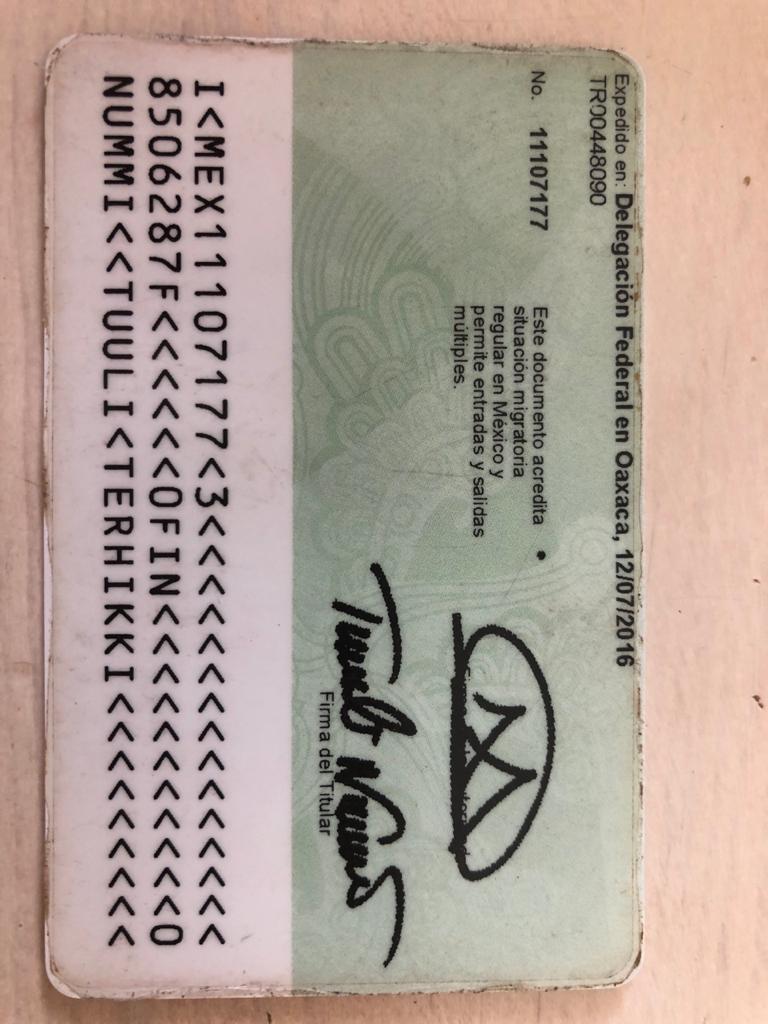 Expedido en: Delegación Federal en Oaxaca, 12/07/2016
TR00448090
No. 11107177
Este documento acredita
situación migratoria
regular en México y
permite entradas y salidas
múltiples.
Firma del Titular
I<MEX11107177<3<<<<<<<<<<<<<<<
8506287F<<<<<<0FIN<<<<<<<<<<<0
NUMMI<<TUULI<TERHIKKI<<<<<<<<<